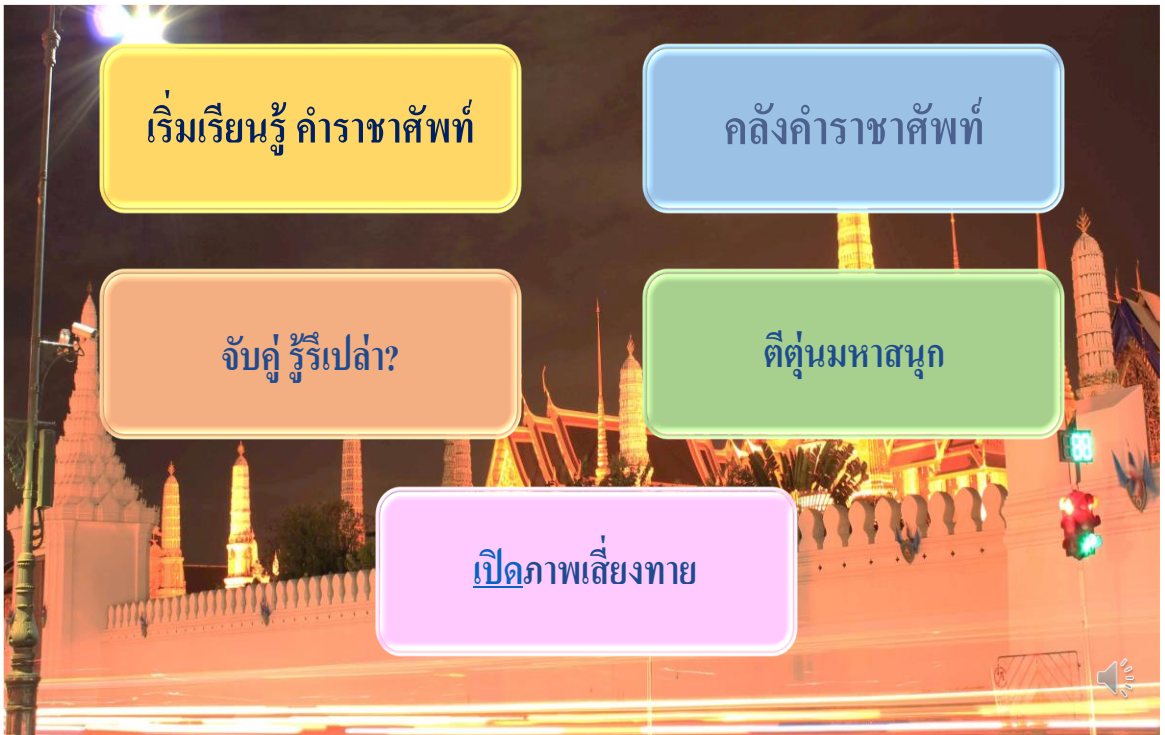 เริ่มเรียนรู้ คำราชาศัพท์
คลังคำราชาศัพท์
จับคู่ รู้รึเปล่า?
ตีตุ่นมหาสนุก
เปิดภาพเสี่ยงทาย
88